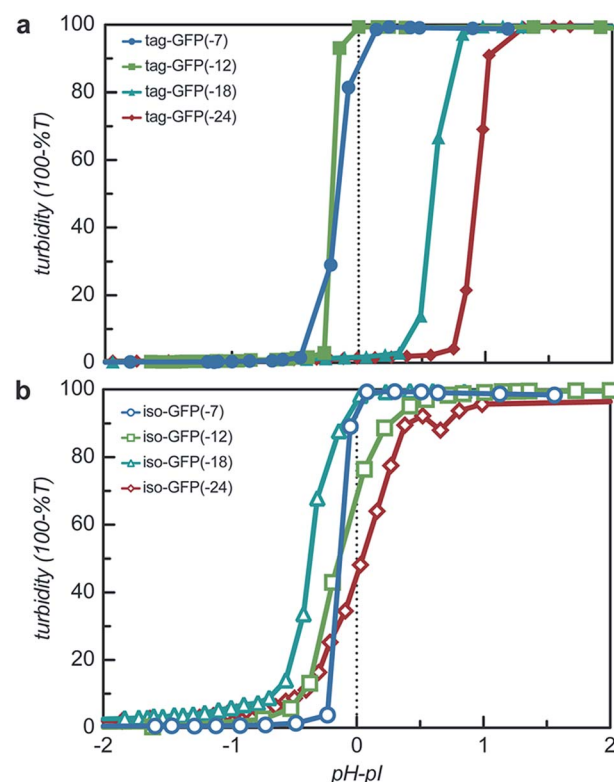 a
100
80
60
40
20
0
turbidity (100-%T)
tag-GFP(-7)
tag-GFP(-12)
tag-GFP(-18)
tag-GFP(-24)
b
100
80
60
40
20
0
turbidity (100-%T)
iso-GFP(-7)
iso-GFP(-12)
iso-GFP(-18)
iso-GFP(-24)
-2 -1 0 1 2
pH-pI